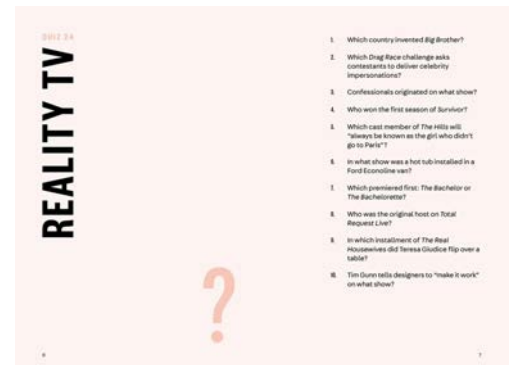 QUIZ 24
REALITY TV
?
1. Which country invented Big Brother?
2. Which Drag Race challenge asks
contestants to deliver celebrity
impersonations?
3. Confessionals originated on what show?
4. Who won the first season of Survivor?
5. Which cast member of The Hills will
"always be known as the girl who didn't
go to Paris"?
6. In what show was a hot tub installed in a
Ford Econoline van?
7. Which premiered first: The Bachelor or
The Bachelorette?
8. Who was the original host on Total
Request Live?
9. In which installment of The Real
Housewives did Teresa Giudice flip over a
table?
10. Tim Gunn tells designers to "make it work"
on what show?
7